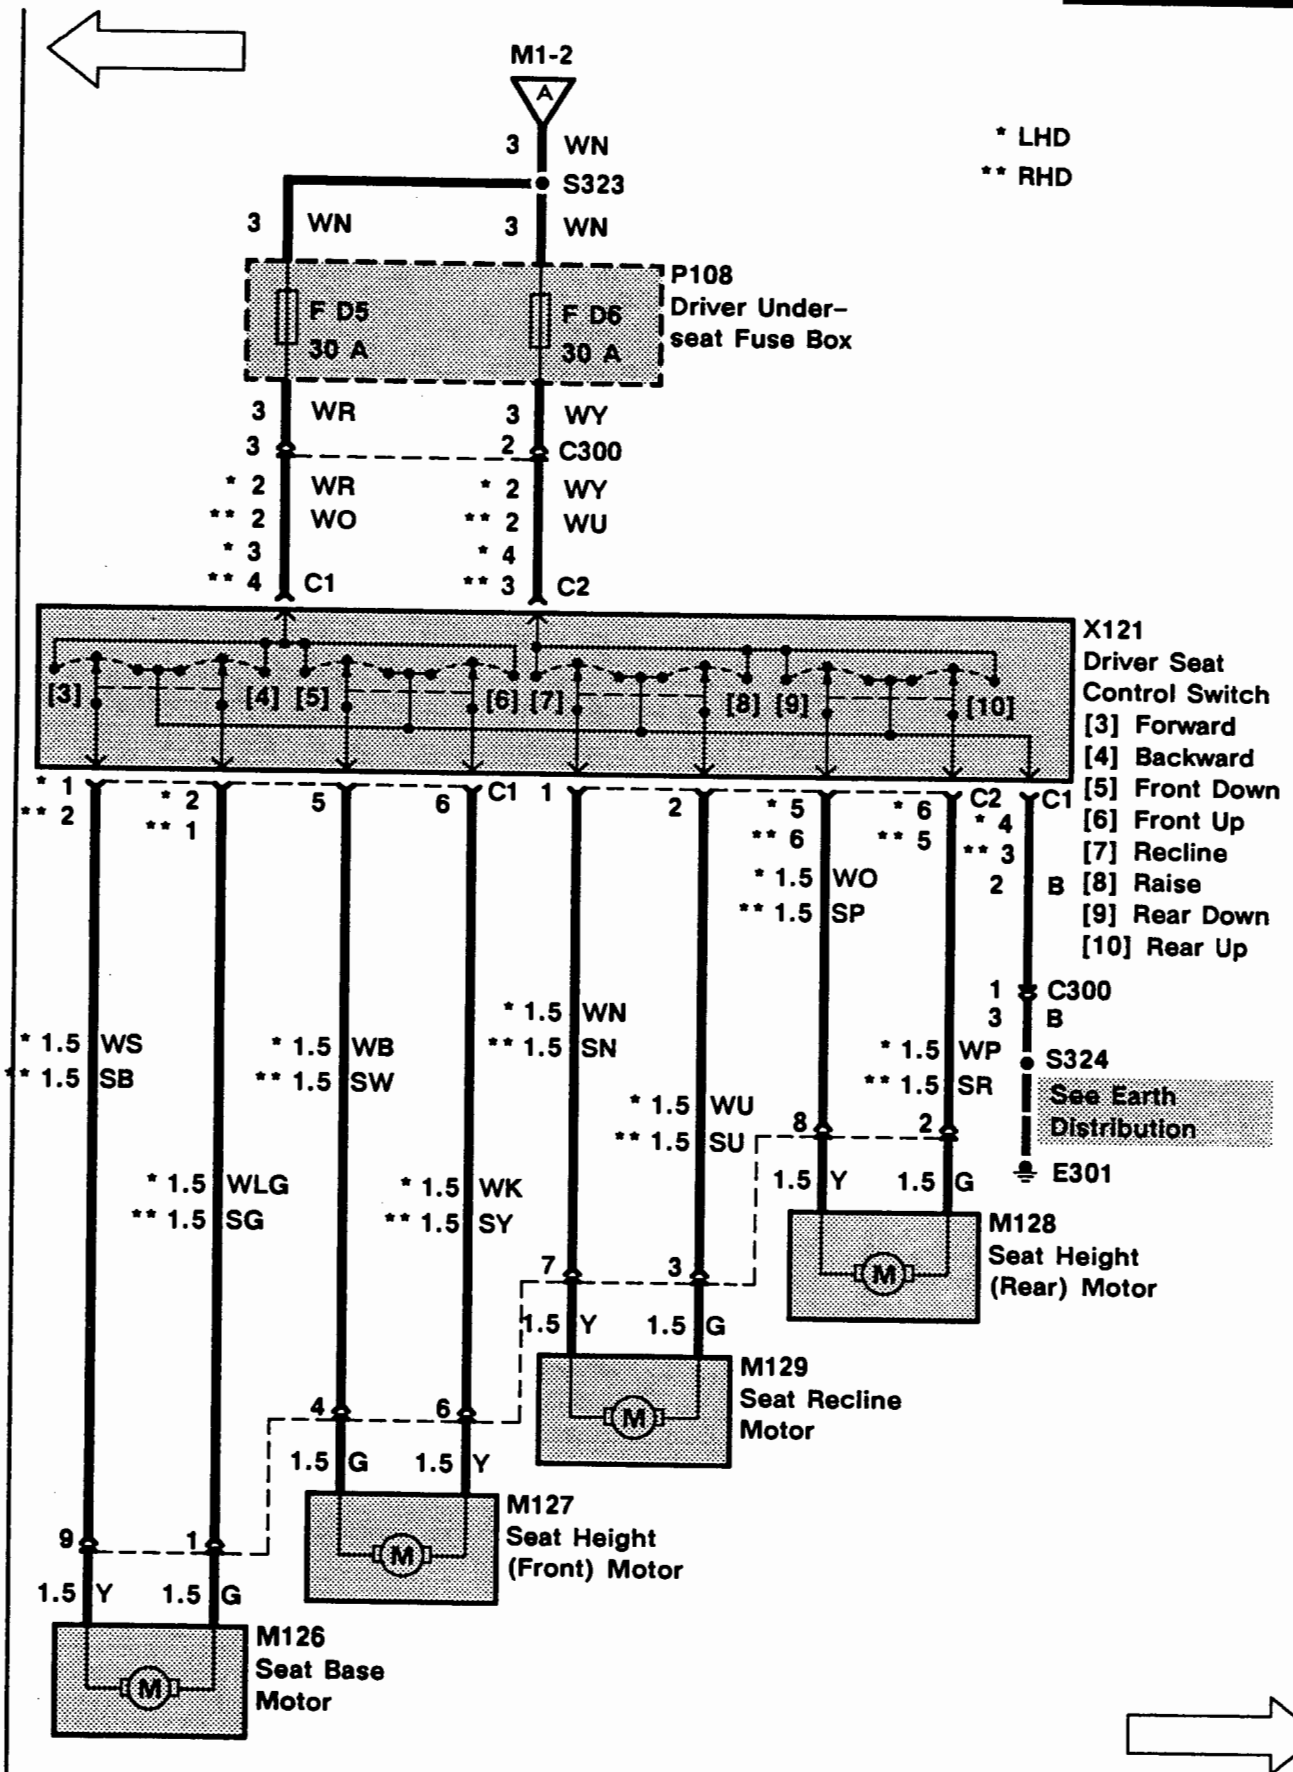 M1-2
A
* LHD
** RHD
3 WN
S323
3 WN 3 WN
P108
Driver Under-
seat Fuse Box
F D5 F D6
30 A 30 A
3 WR 3 WY
3 2 C300
* 2 WR * 2 WY
** 2 WO ** 2 WU
* 3 * 4
** 4 C1 ** 3 C2
X121
Driver Seat
Control Switch
[3] Forward
[4] Backward
[5] Front Down
[6] Front Up
[7] Recline
[8] Raise
[9] Rear Down
[10] Rear Up
[3] [4] [5] [6] [7] [8] [9] [10]
* 1 * 2 5 6 C1 1 2 * 5 * 6 C2 C1
** 2 ** 1 ** 6 ** 5 * 4
** 3
* 1.5 WO 2 B
** 1.5 SP
1 C300
3 B
* 1.5 WN
** 1.5 SN
* 1.5 WS * 1.5 WB * 1.5 WP S324
** 1.5 SB ** 1.5 SW ** 1.5 SR
See Earth
Distribution
* 1.5 WU
** 1.5 SU
8 2
1.5 Y 1.5 G E301
* 1.5 WLG * 1.5 WK
** 1.5 SG ** 1.5 SY
M128
Seat Height
(Rear) Motor
M
7 3
1.5 Y 1.5 G
M129
Seat Recline
Motor
M
4 6
1.5 G 1.5 Y
M127
Seat Height
(Front) Motor
M
9 1
1.5 Y 1.5 G
M126
Seat Base
Motor
M